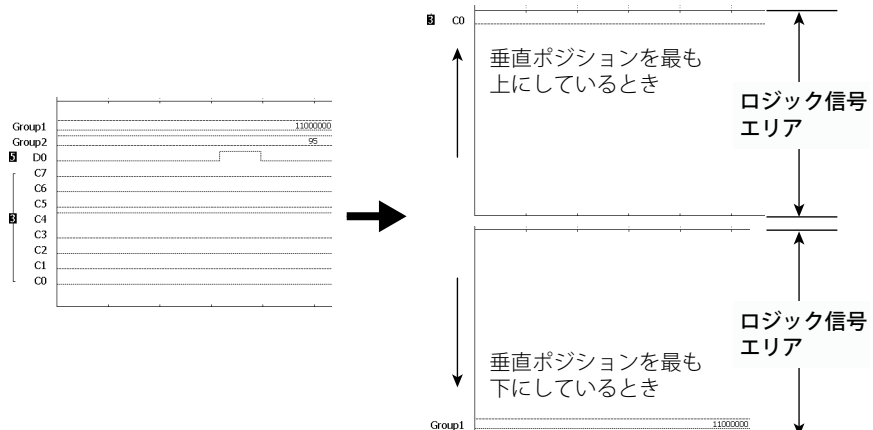 Group1
11000000
Group2
95
5 D0
C7
C6
C5
3 C4
C3
C2
C1
C0
3 C0
垂直ポジションを最も
上にしているとき
ロジック信号
エリア
垂直ポジションを最も
下にしているとき
ロジック信号
エリア
Group1
11000000